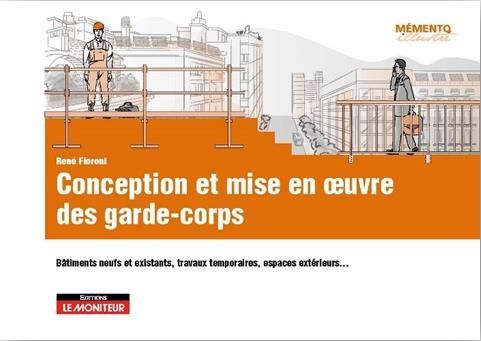 MÉMENTO
illustré
René Fioroni
Conception et mise en œuvre
des garde-corps
Bâtiments neufs et existants, travaux temporaires, espaces extérieurs...
EDITIONS
LE MONITEUR